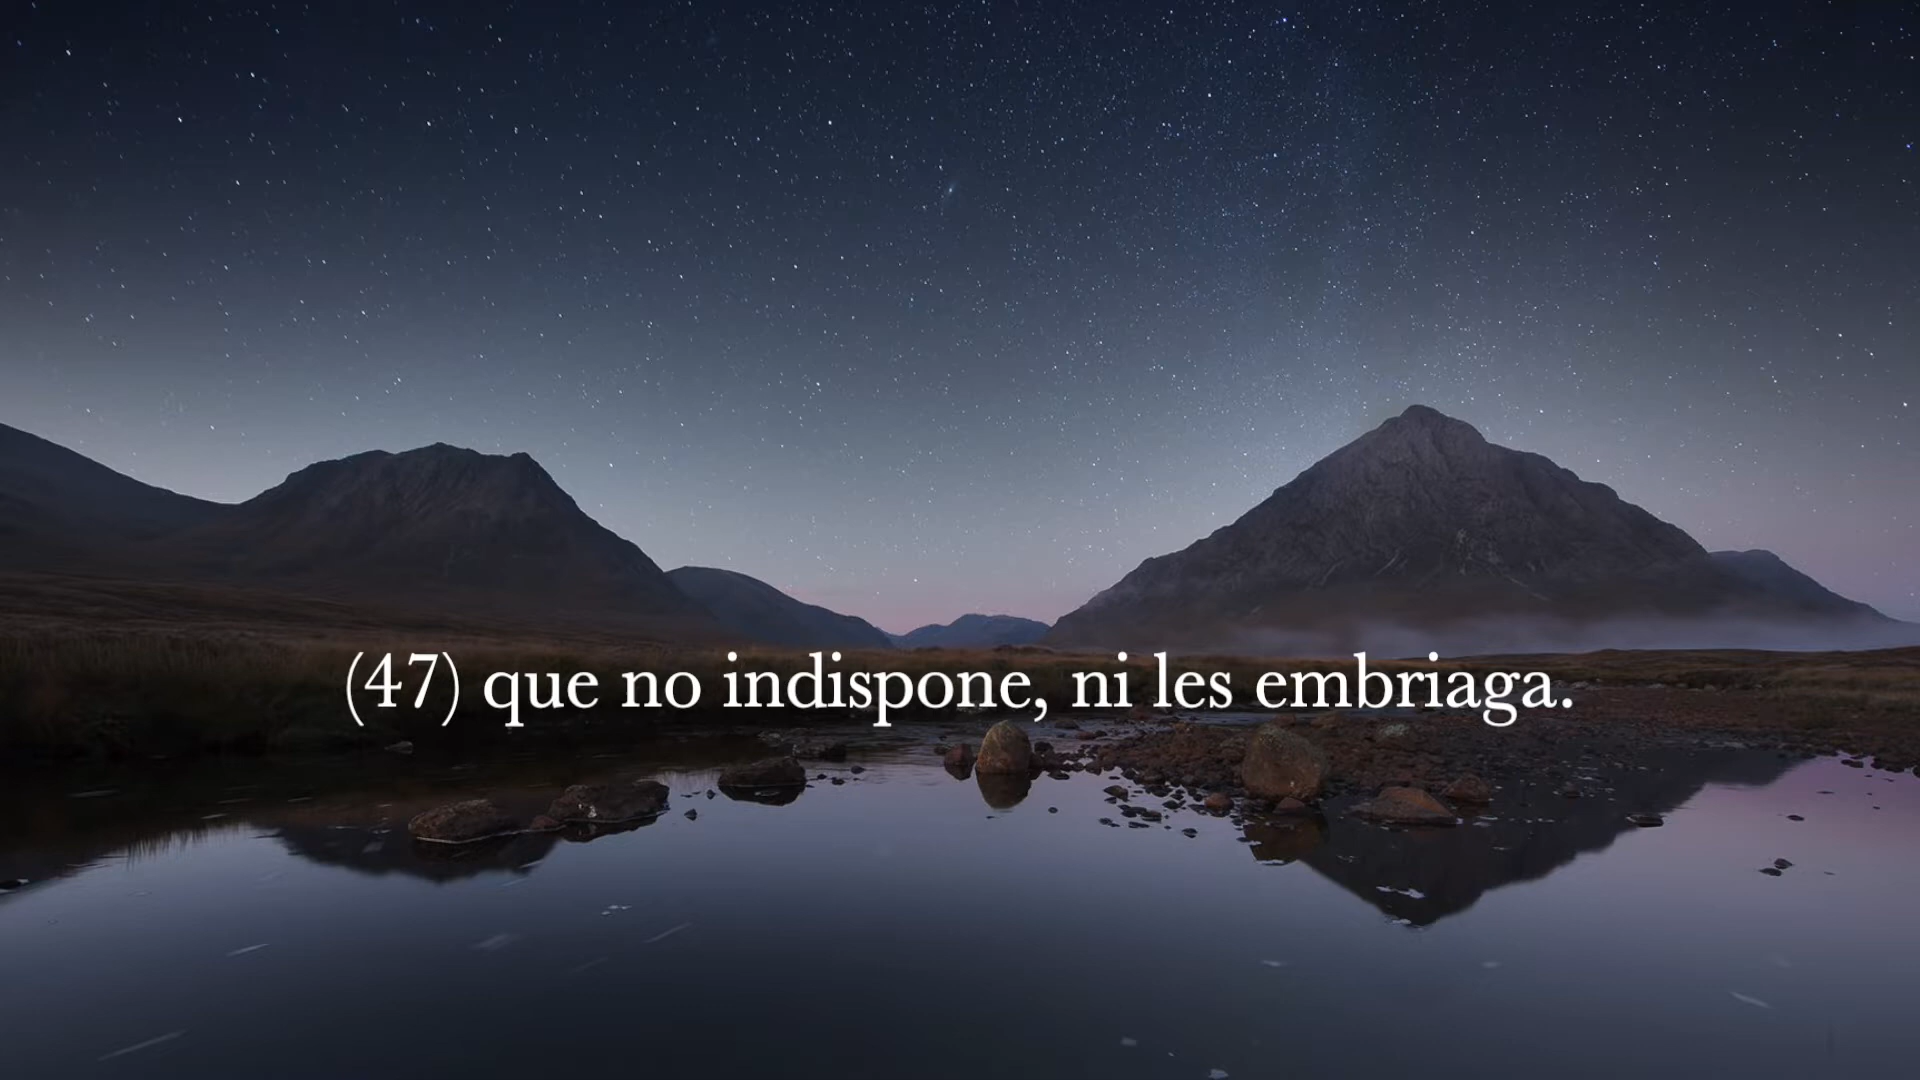 (47) que no indispone, ni les embriaga.